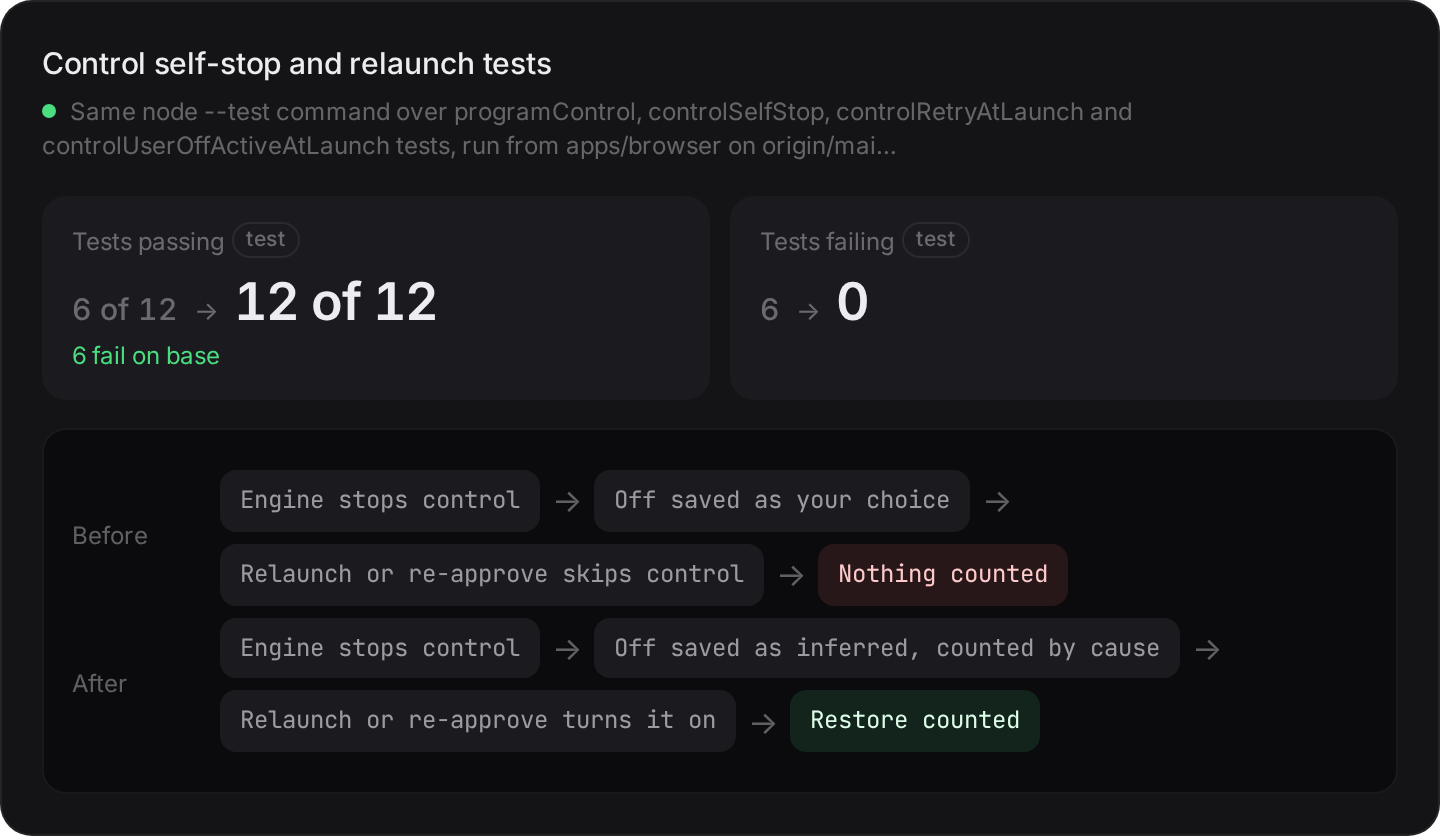 Control self-stop and relaunch tests
Same node --test command over programControl, controlSelfStop, controlRetryAtLaunch and
controlUserOffActiveAtLaunch tests, run from apps/browser on origin/mai...
Tests passing test
6 of 12 → 12 of 12
6 fail on base
Tests failing test
6 → 0
Before
Engine stops control → Off saved as your choice →
Relaunch or re-approve skips control → Nothing counted
After
Engine stops control → Off saved as inferred, counted by cause →
Relaunch or re-approve turns it on → Restore counted